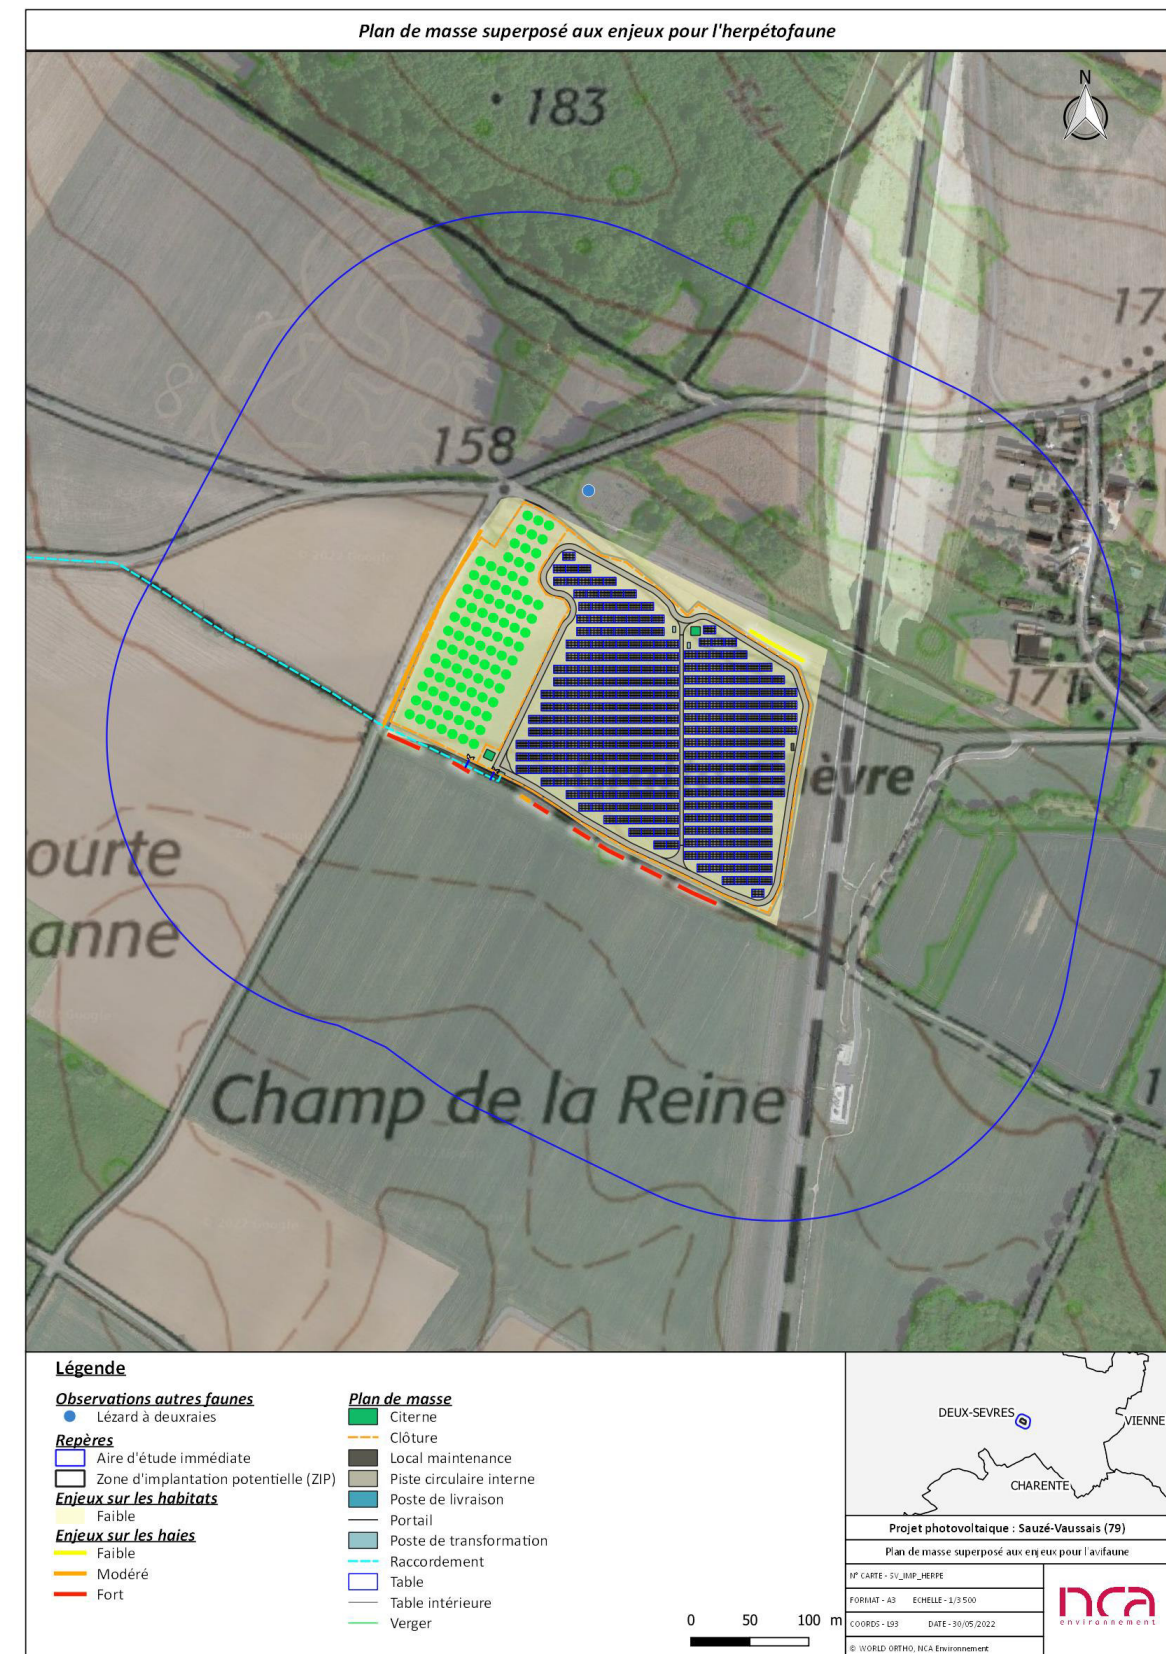 Plan de masse superposé aux enjeux pour l'herpétofaune
N
183
175
158
171
èvre
ourte
anne
Champ de la Reine
Légende
Observations autres faunes
Lézard à deuxraies
Repères
Aire d'étude immédiate
Zone d'implantation potentielle (ZIP)
Enjeux sur les habitats
Faible
Enjeux sur les haies
Faible
Modéré
Fort
Plan de masse
Citerne
Clôture
Local maintenance
Piste circulaire interne
Poste de livraison
Portail
Poste de transformation
Raccordement
Table
Table intérieure
Verger
0 50 100 m
DEUX-SEVRES
VIENNE
CHARENTE
Projet photovoltaique : Sauzé-Vaussais (79)
Plan de masse superposé aux enjeux pour l'avifaune
N° CARTE - SV_IMP_HERPE
FORMAT - A3 ECHELLE - 1/3 500
COORDS - L93 DATE - 30/05/2022
© WORLD ORTHO, NCA Environnement
nca
environnement